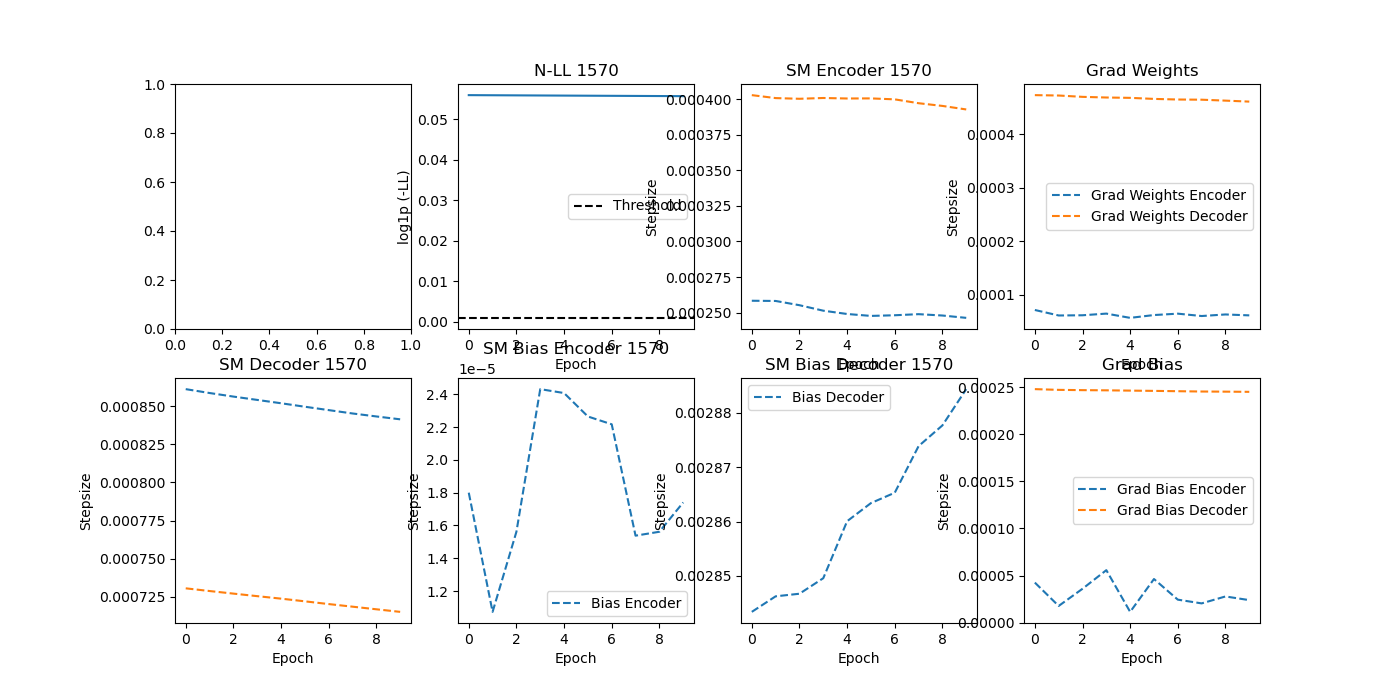 1.0
0.8
0.6
0.4
0.2
0.0
0.0 0.2 0.4 0.6 0.8 1.0
N-LL 1570
log1p (-LL)
0.05
0.04
0.03
0.02
0.01
0.00
Threshold
0 2 4 6 8
Epoch
SM Encoder 1570
Stepsize
0.000400
0.000375
0.000350
0.000325
0.000300
0.000275
0.000250
0 2 4 6 8
Epoch
Grad Weights
Stepsize
0.0004
0.0003
0.0002
0.0001
Grad Weights Encoder
Grad Weights Decoder
0 2 4 6 8
Epoch
SM Decoder 1570
Stepsize
0.000850
0.000825
0.000800
0.000775
0.000750
0.000725
0 2 4 6 8
Epoch
SM Bias Encoder 1570
1e−5
Stepsize
2.4
2.2
2.0
1.8
1.6
1.4
1.2
Bias Encoder
0 2 4 6 8
Epoch
SM Bias Decoder 1570
Stepsize
Bias Decoder
0.00288
0.00287
0.00286
0.00285
0 2 4 6 8
Epoch
Grad Bias
Stepsize
0.00025
0.00020
0.00015
0.00010
0.00005
0.00000
Grad Bias Encoder
Grad Bias Decoder
0 2 4 6 8
Epoch